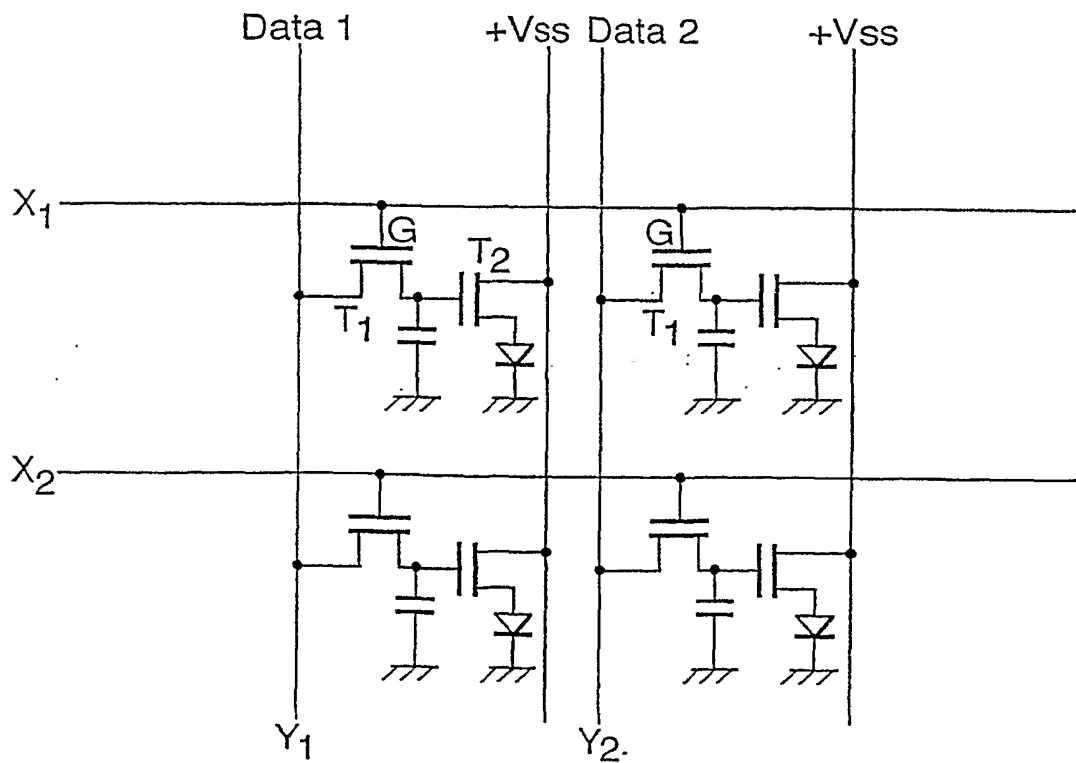 Data 1 +Vss Data 2 +Vss
X1
G G
T2
T1 T1
X2
Y1 Y2.